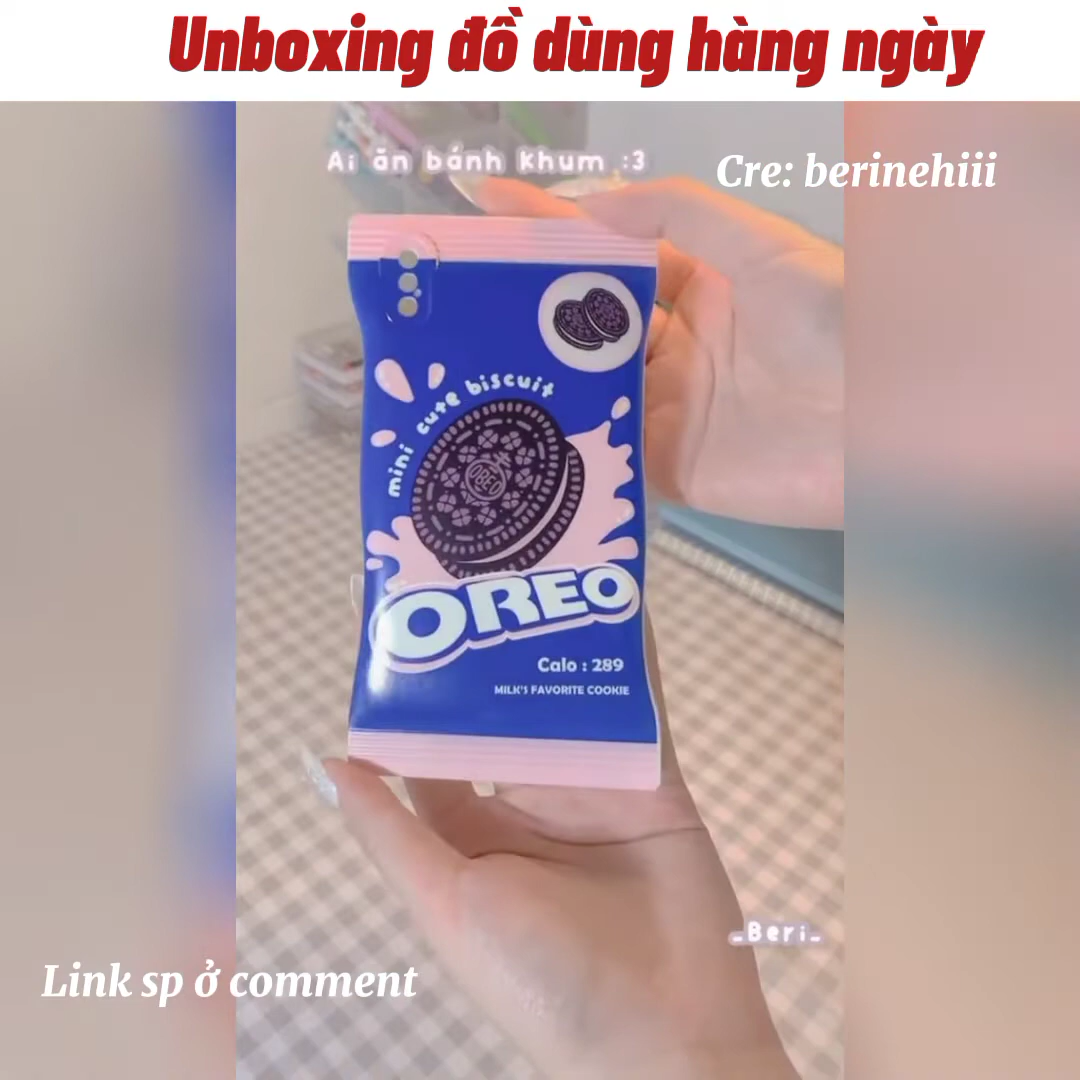 Unboxing đồ dùng hàng ngày
Ai ăn bánh khum :3
Cre: berinehiii
mini cute biscuit
OREO
OREO
Calo : 289
MILK'S FAVORITE COOKIE
_Beri_
Link sp ở comment